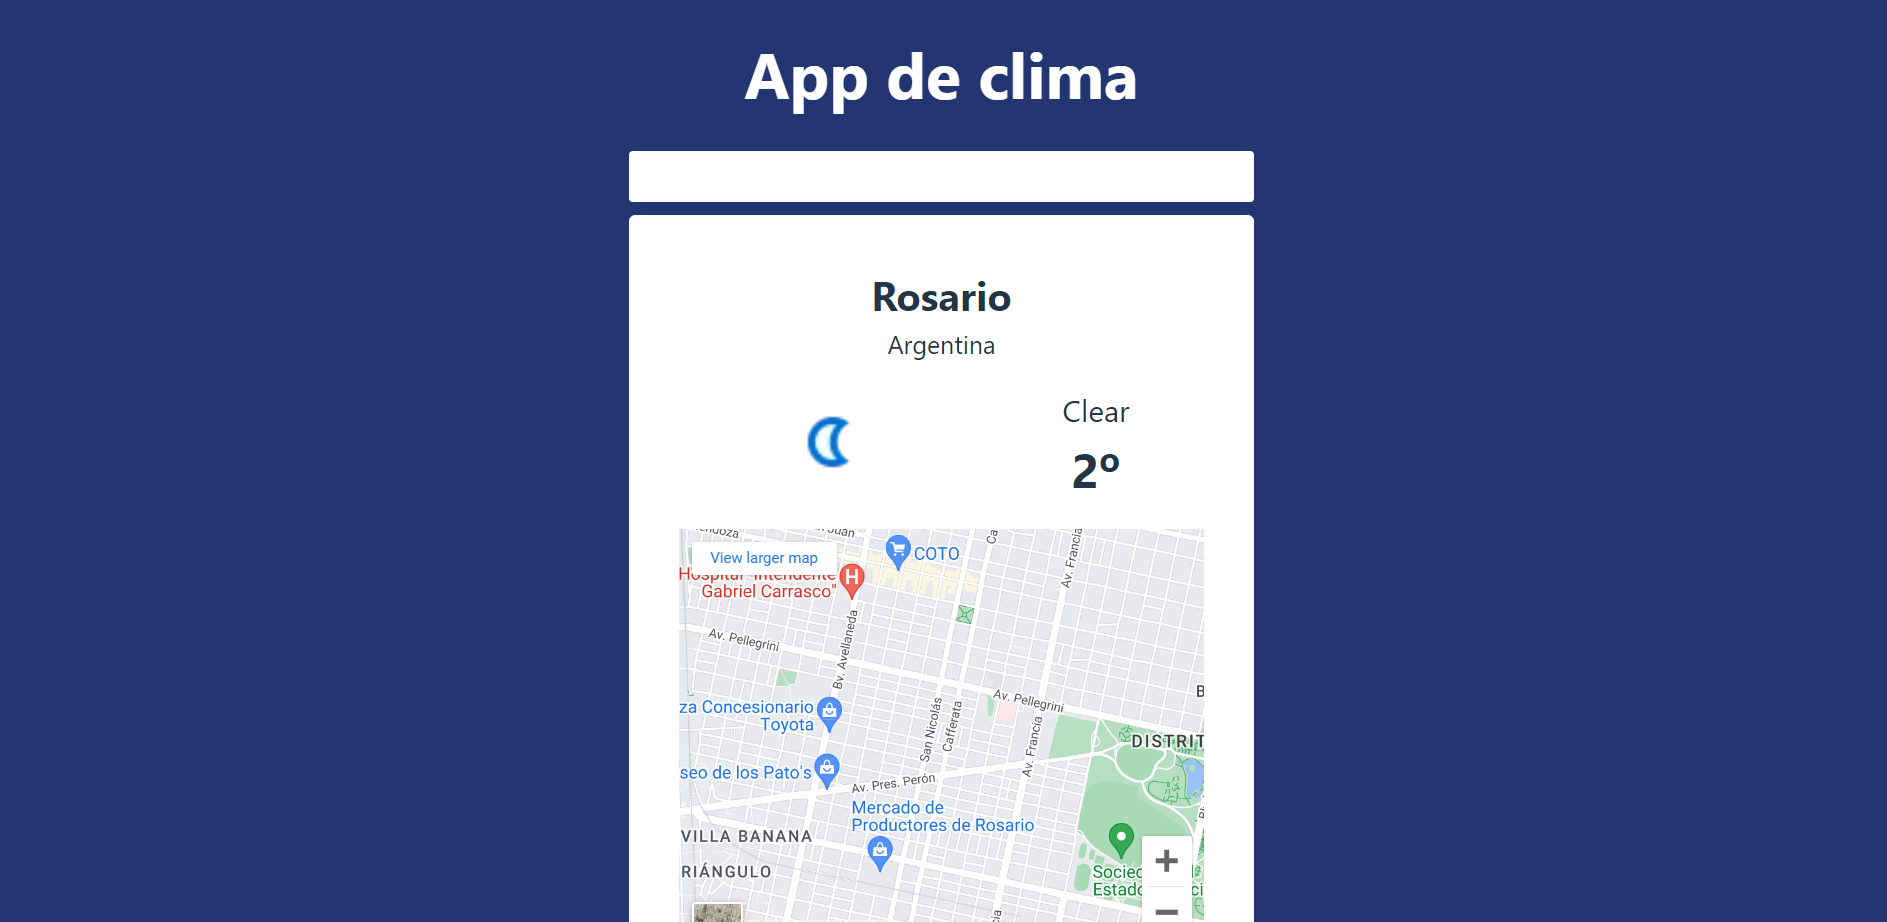 App de clima
Rosario
Argentina
Clear
2º
View larger map
COTO
Hospital "Intendente
Gabriel Carrasco"
Av. Francia
Av. Pellegrini
Bv. Avellaneda
Av. Pellegrini
za Concesionario
Toyota
San Nicolás
Cafferata
Av. Francia
DISTRIT
seo de los Pato's
Av. Pres. Perón
Mercado de
Productores de Rosario
VILLA BANANA
RIÁNGULO
Socied
Estado